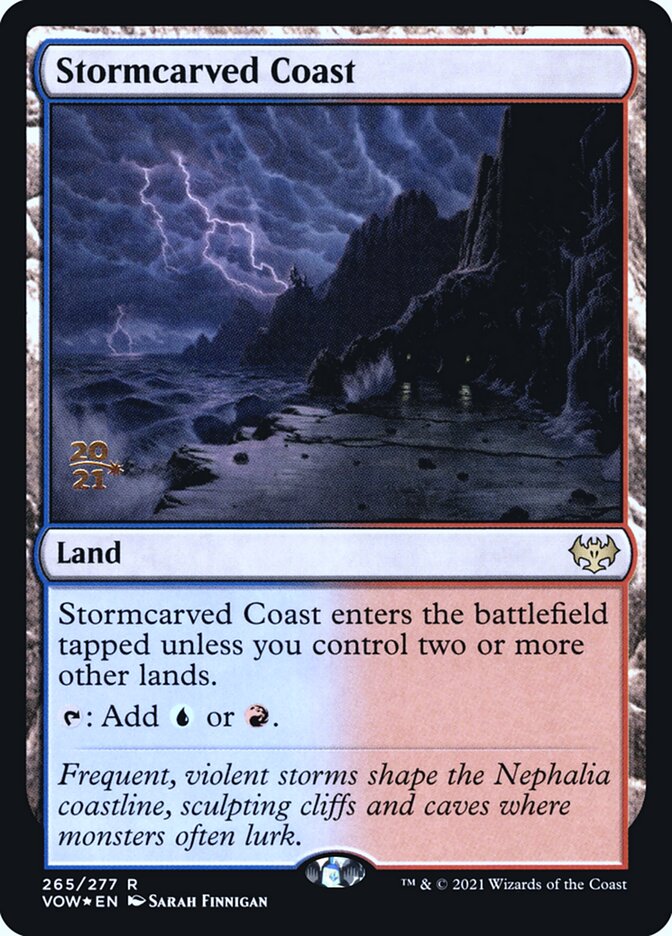 Stormcarved Coast
20
21
Land
Stormcarved Coast enters the battlefield
tapped unless you control two or more
other lands.
: Add or .
Frequent, violent storms shape the Nephalia
coastline, sculpting cliffs and caves where
monsters often lurk.
265/277 R
™ & © 2021 Wizards of the Coast
VOW★EN Sarah Finnigan